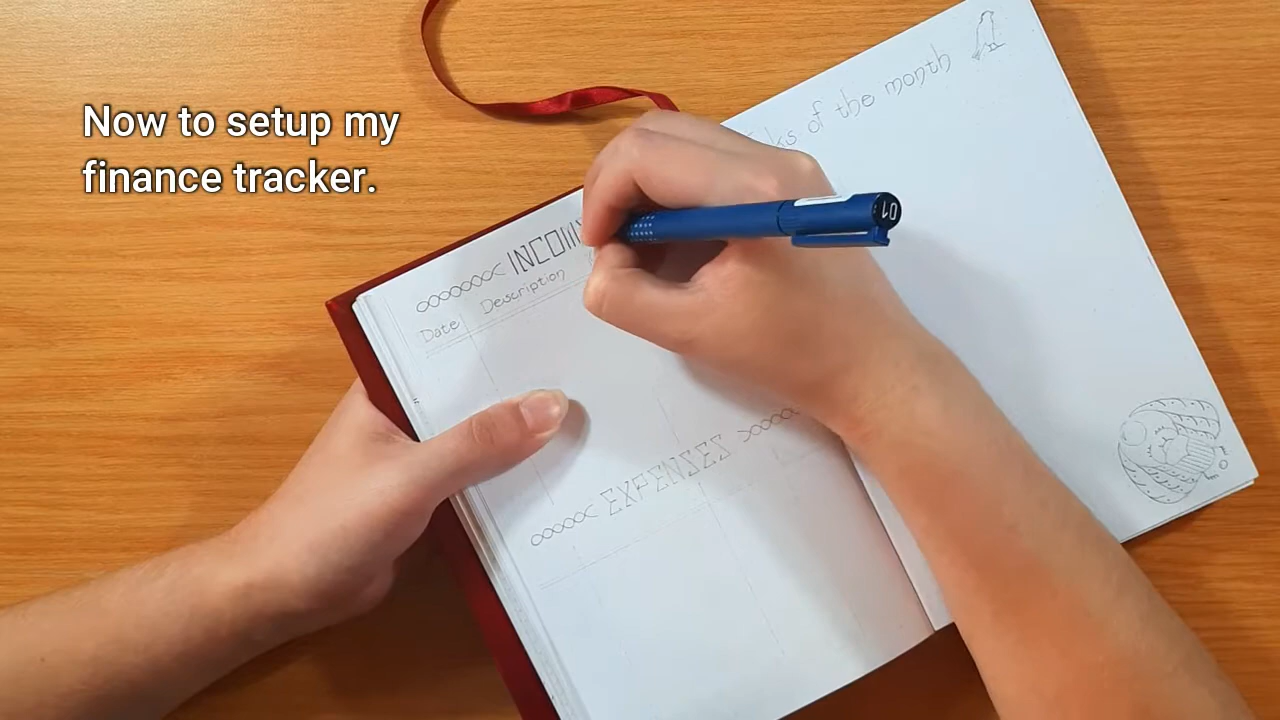 Now to setup my
finance tracker.
of the month
INCOM
Date Description
EXPENSES
01